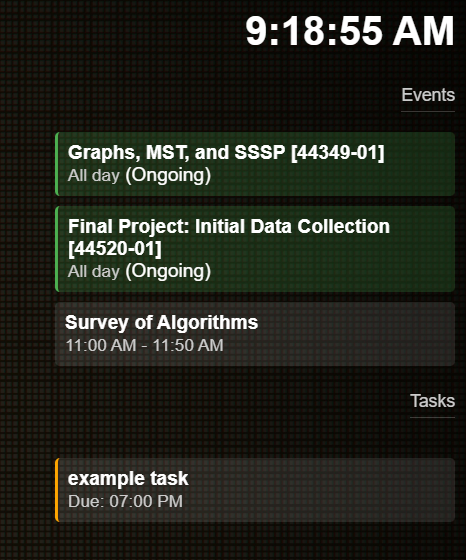 9:18:55 AM
Events
Graphs, MST, and SSSP [44349-01]
All day (Ongoing)
Final Project: Initial Data Collection
[44520-01]
All day (Ongoing)
Survey of Algorithms
11:00 AM - 11:50 AM
Tasks
example task
Due: 07:00 PM